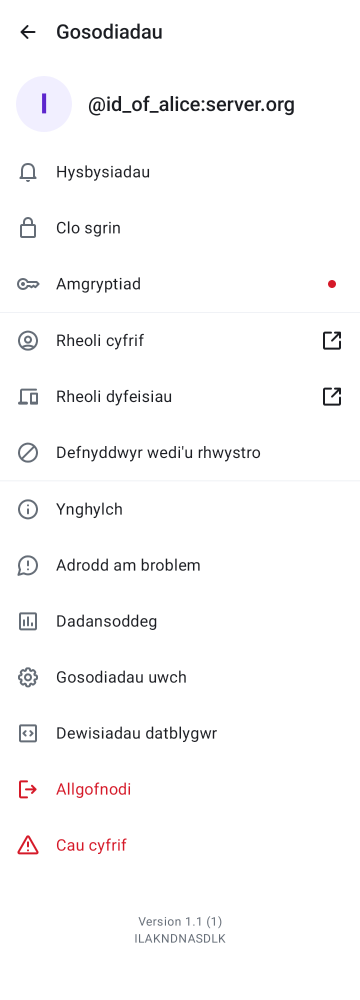 Gosodiadau
I
@id_of_alice:server.org
Hysbysiadau
Clo sgrin
Amgryptiad
Rheoli cyfrif
Rheoli dyfeisiau
Defnyddwyr wedi'u rhwystro
Ynghylch
Adrodd am broblem
Dadansoddeg
Gosodiadau uwch
Dewisiadau datblygwr
Allgofnodi
Cau cyfrif
Version 1.1 (1)
ILAKNDNASDLK